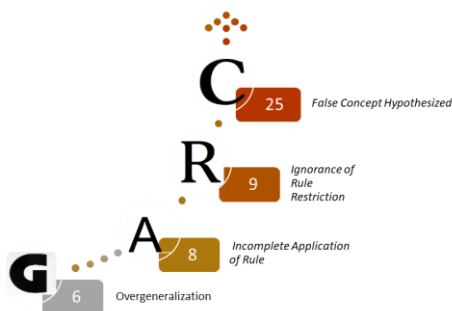 C
25
False Concept Hypothesized
R
9
Ignorance of
Rule
Restriction
A
8
Incomplete Application
of Rule
G
6
Overgeneralization